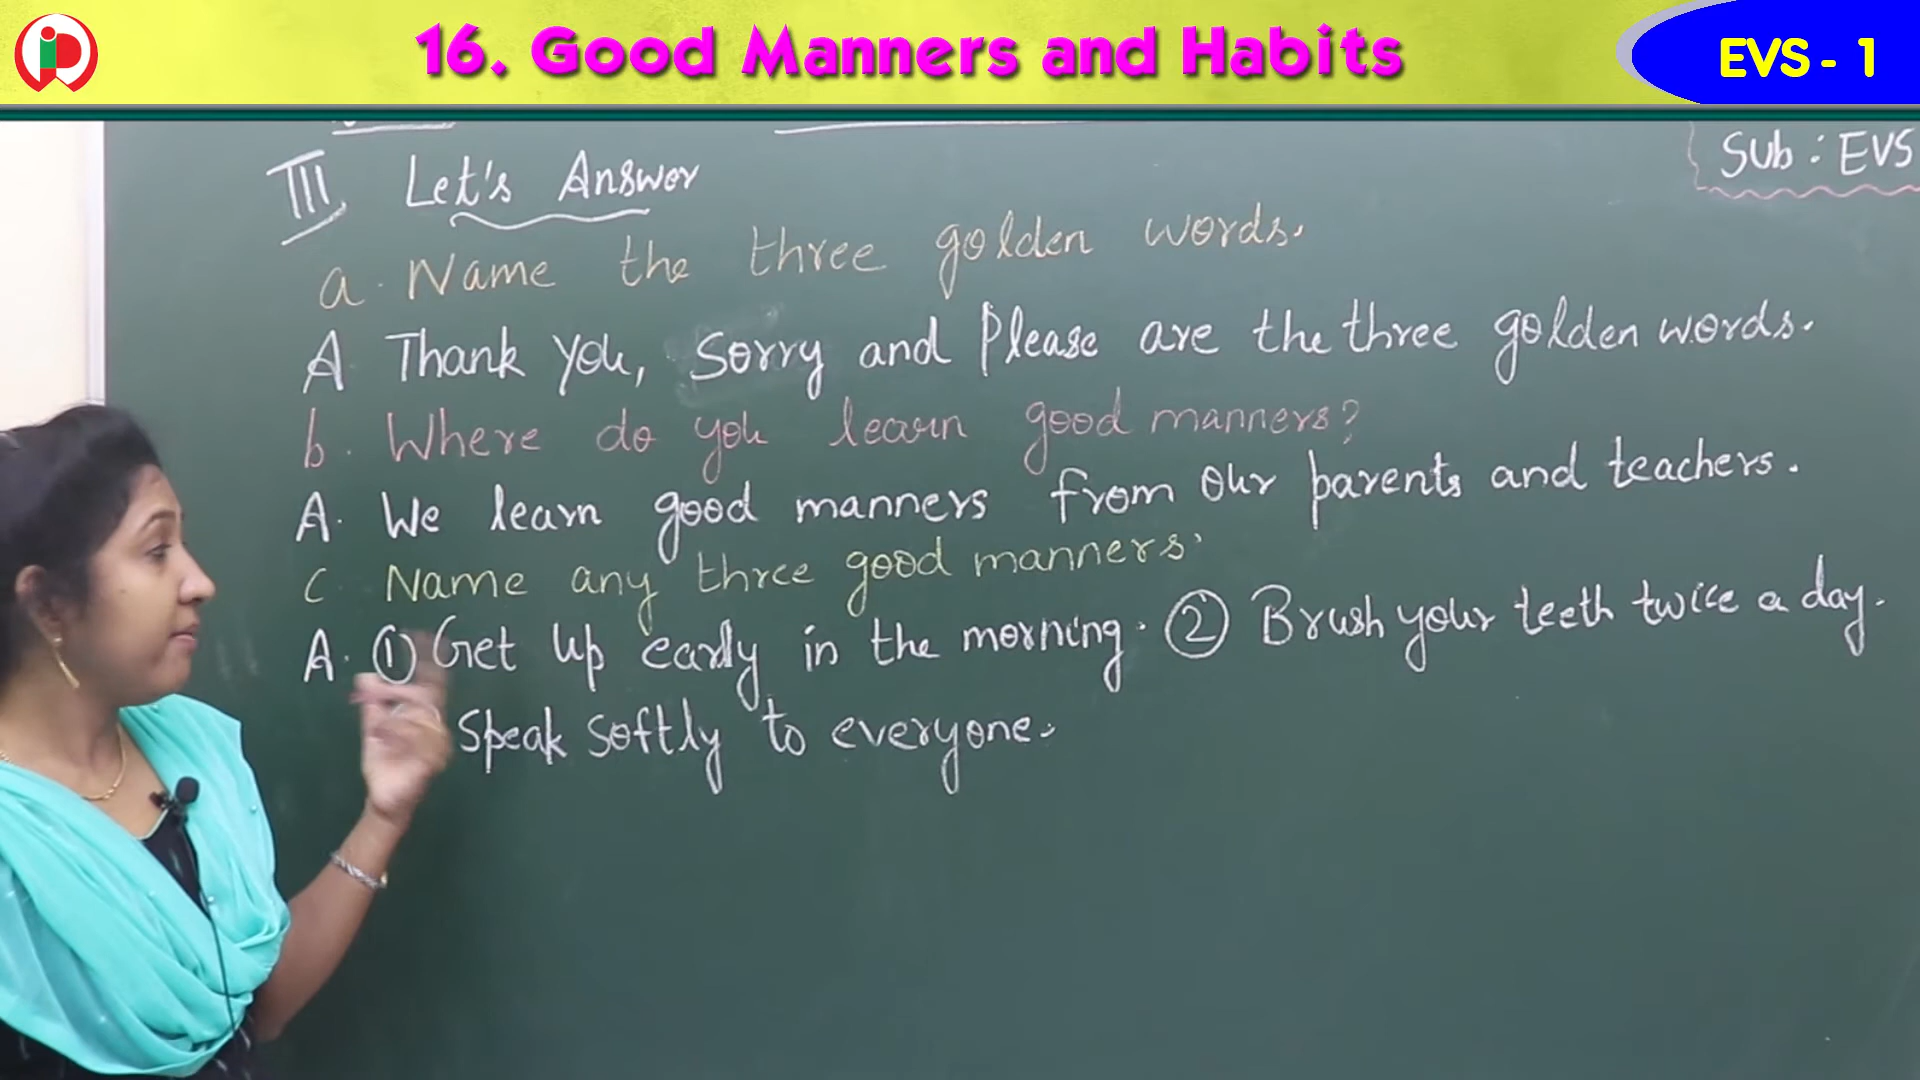 16. Good Manners and Habits
EVS - 1
Sub : EVS
III Let's Answer
a. Name the three golden words.
A. Thank you, Sorry and Please are the three golden words.
b. Where do you learn good manners?
A. We learn good manners from our parents and teachers.
c. Name any three good manners.
A. ① Get up early in the morning. ② Brush your teeth twice a day.
Speak softly to everyone.